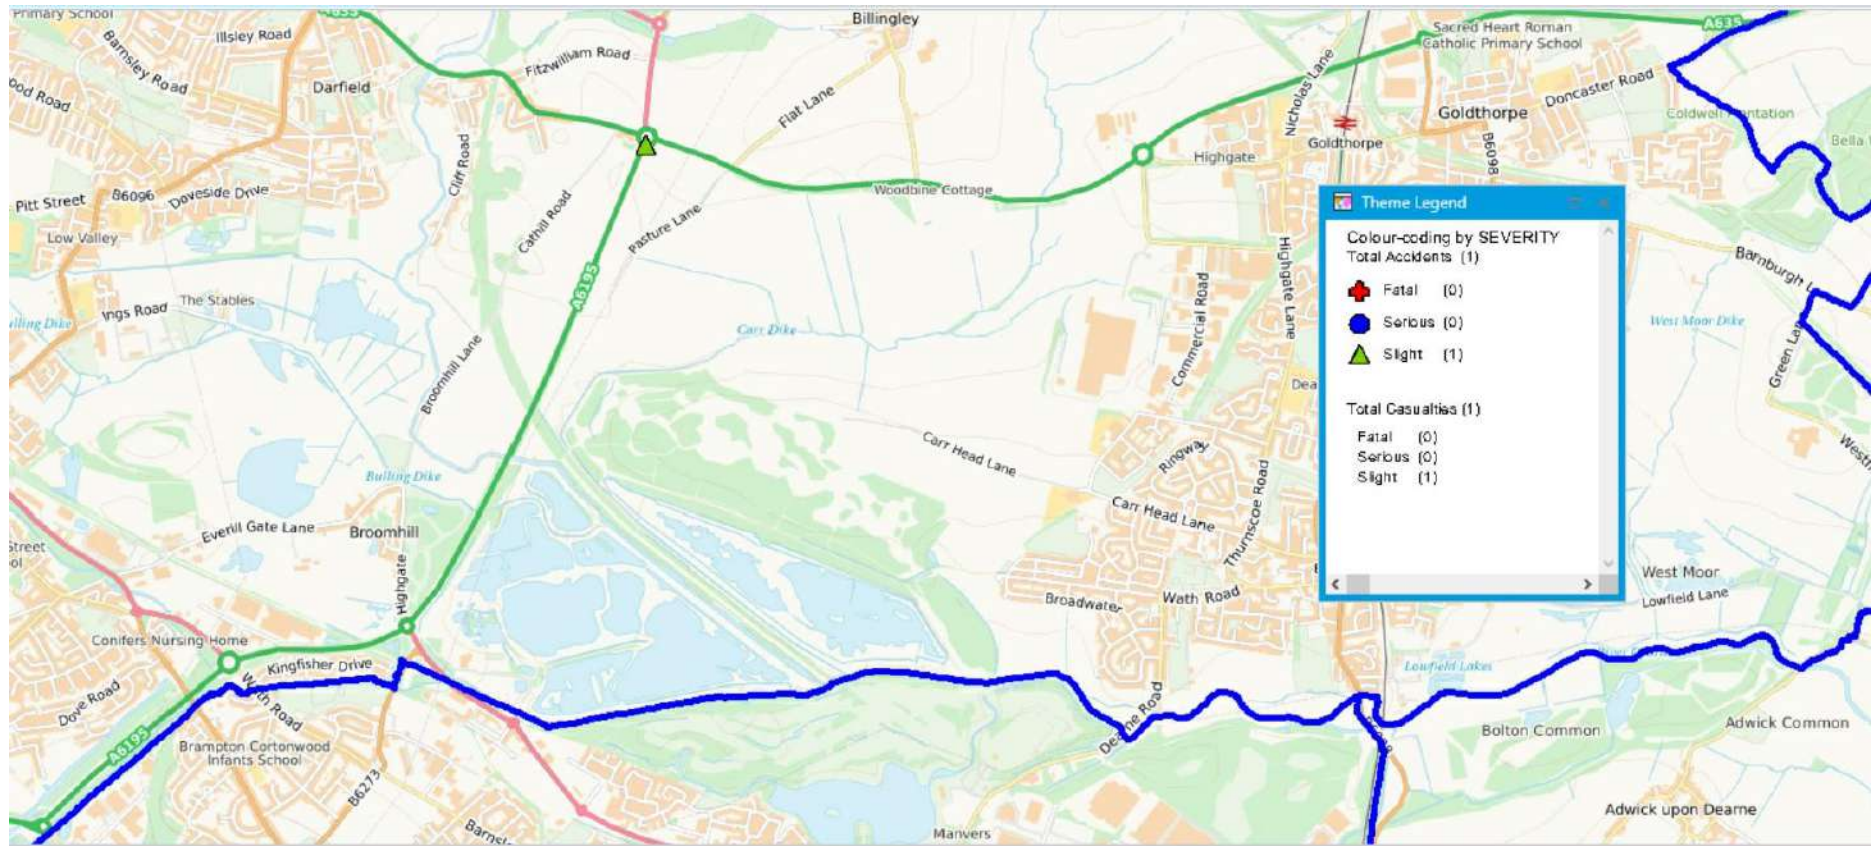 Primary School
Billingley
A635
Sacred Heart Roman
Catholic Primary School
Illsley Road
Barnsley Road
Fitzwilliam Road
Darfield
Nicholas Lane
Doncaster Road
Flat Lane
Goldthorpe
ood Road
Goldthorpe
B6098
Highgate
Cliff Road
Pitt Street
B6096
Doveside Drive
Woodbine Cottage
Cathill Road
Pasture Lane
Low Valley
Theme Legend
Colour-coding by SEVERITY
Total Accidents (1)
Fatal (0)
Serious (0)
Slight (1)
Total Casualties (1)
Fatal (0)
Serious (0)
Slight (1)
Highgate Lane
A6195
The Stables
Ings Road
ulling Dike
Carr Dike
Commercial Road
Barnburgh L
West Moor Dike
Green Lan
Broomhill Lane
Dea
Carr Head Lane
Ringway
Bulling Dike
Carr Head Lane
Thurnscoe Road
Everill Gate Lane
Broomhill
Street
ol
Highgate
West Moor
Lowfield Lane
Broadwater
Wath Road
Conifers Nursing Home
Kingfisher Drive
Lowfield Lakes
Dove Road
Wath Road
A6195
Brampton Cortonwood
Infants School
Bolton Common
Adwick Common
B6273
Adwick upon Dearne
Manvers